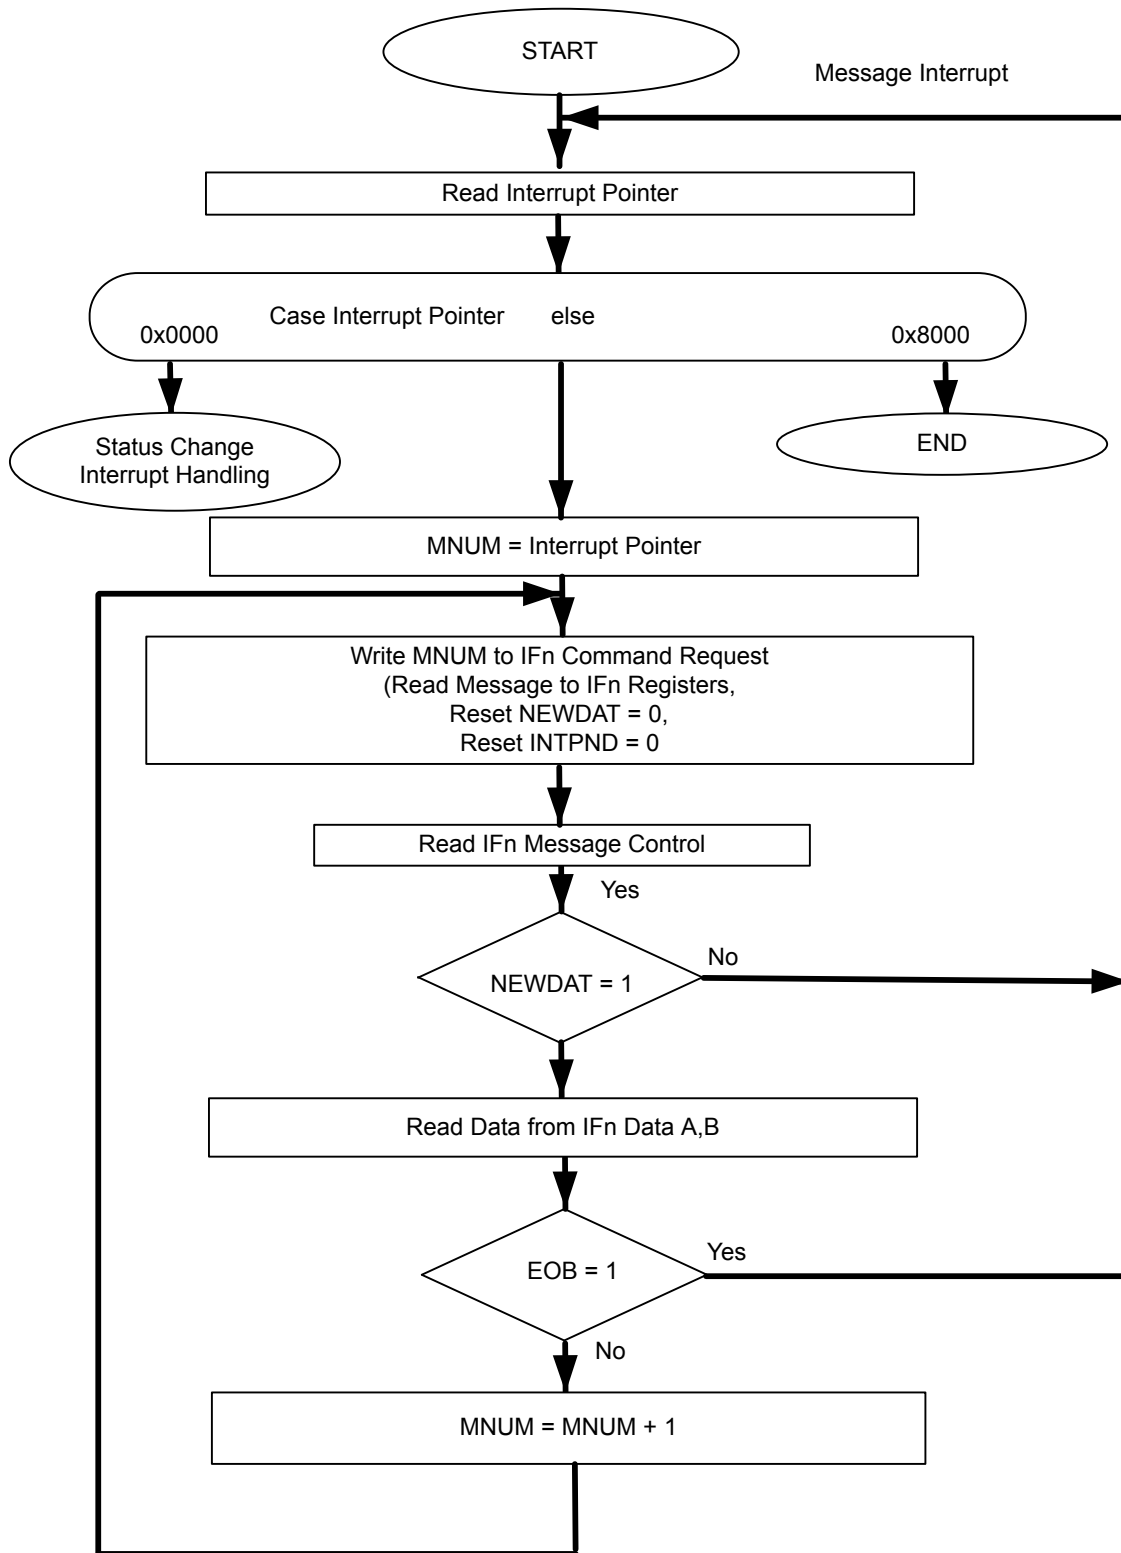 START
Message Interrupt
Read Interrupt Pointer
Case Interrupt Pointer else
0x0000 0x8000
Status Change
Interrupt Handling
END
MNUM = Interrupt Pointer
Write MNUM to IFn Command Request
(Read Message to IFn Registers,
Reset NEWDAT = 0,
Reset INTPND = 0
Read IFn Message Control
Yes
No
NEWDAT = 1
Read Data from IFn Data A,B
Yes
EOB = 1
No
MNUM = MNUM + 1